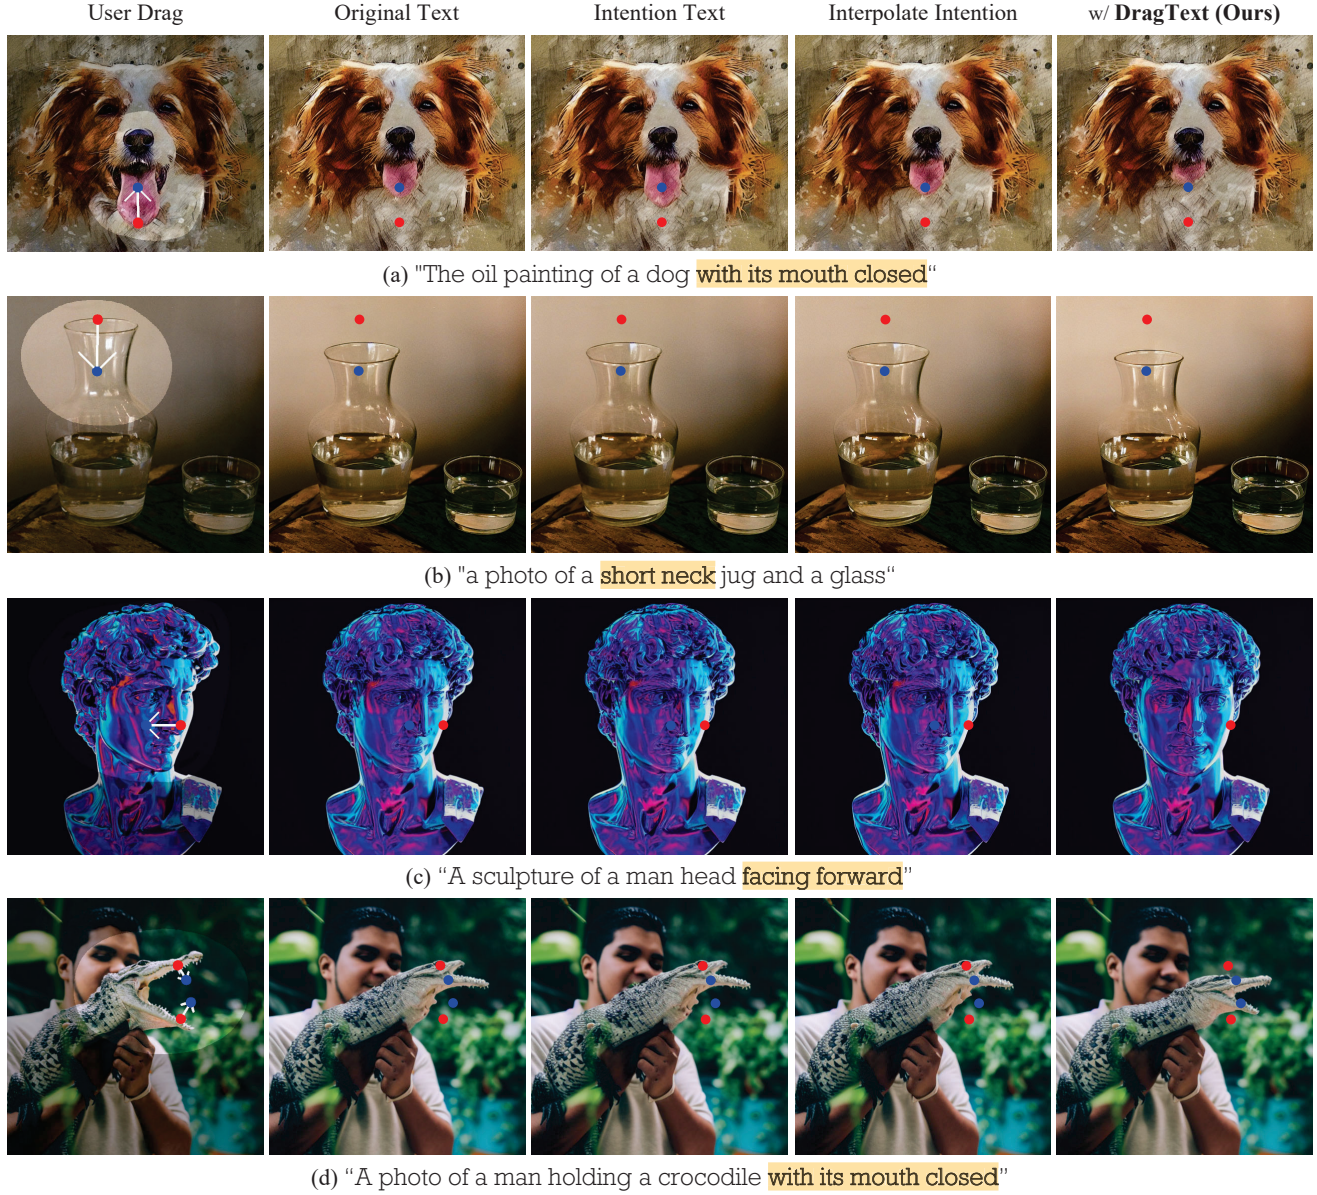 User Drag Original Text Intention Text Interpolate Intention w/ DragText (Ours)
(a) "The oil painting of a dog with its mouth closed“
(b) "a photo of a short neck jug and a glass“
(c) “A sculpture of a man head facing forward”
(d) “A photo of a man holding a crocodile with its mouth closed”